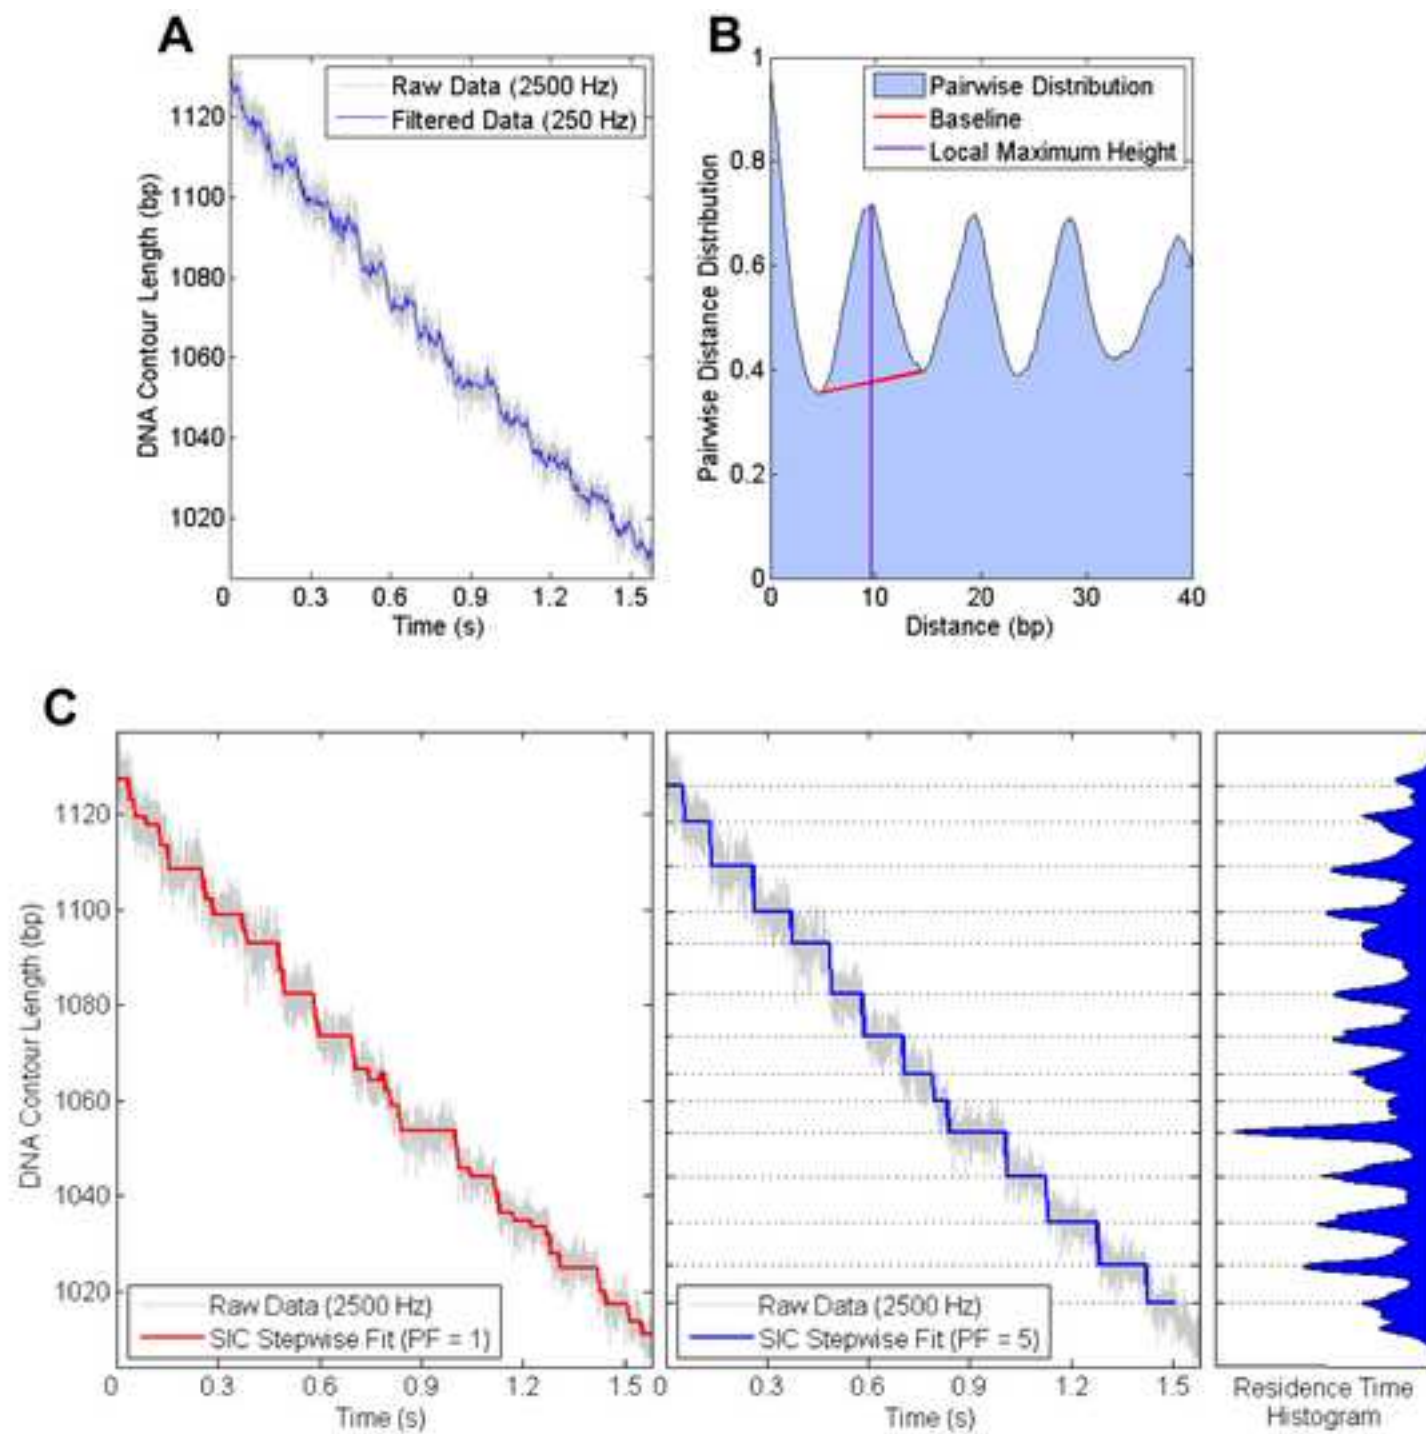 A
Raw Data (2500 Hz)
Filtered Data (250 Hz)
1120
1100
1080
1060
1040
1020
DNA Contour Length (bp)
0 0.3 0.6 0.9 1.2 1.5
Time (s)
B
Pairwise Distribution
Baseline
Local Maximum Height
1
0.8
0.6
0.4
0.2
0
Pairwise Distance Distribution
0 10 20 30 40
Distance (bp)
C
1120
1100
1080
1060
1040
1020
DNA Contour Length (bp)
Raw Data (2500 Hz)
SIC Stepwise Fit (PF = 1)
0 0.3 0.6 0.9 1.2 1.5
Time (s)
Raw Data (2500 Hz)
SIC Stepwise Fit (PF = 5)
0 0.3 0.6 0.9 1.2 1.5
Time (s)
Residence Time
Histogram